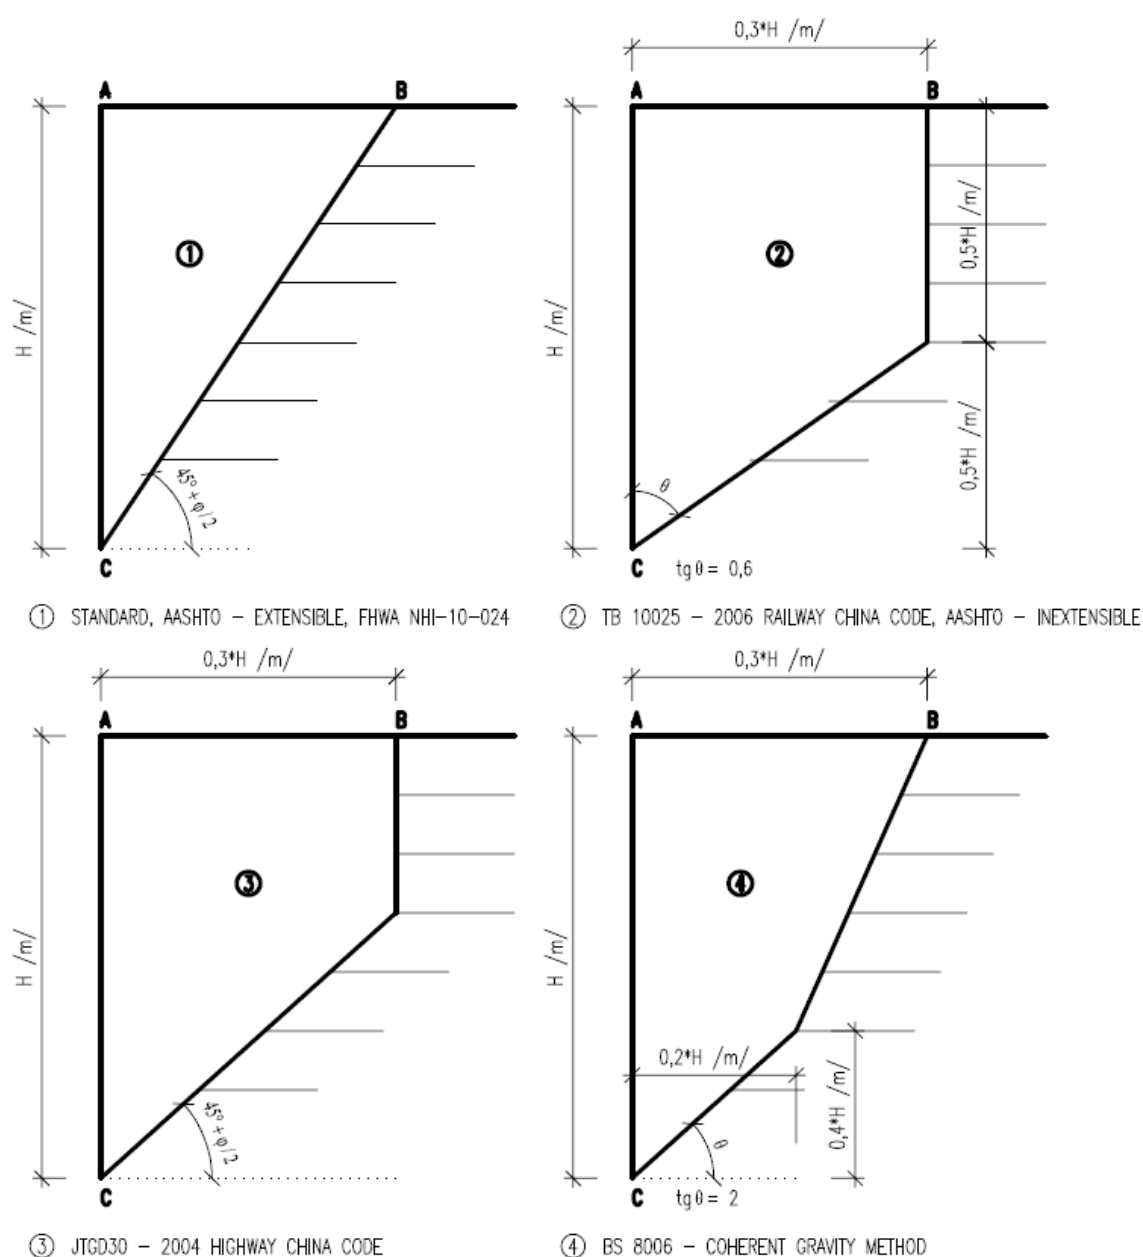 0,3*H /m/
A
B
A
B
H /m/
①
45° + φ/2
C
H /m/
②
0,5*H /m/
0,5*H /m/
θ
C
tg θ = 0,6
① STANDARD, AASHTO – EXTENSIBLE, FHWA NHI–10–024
② TB 10025 – 2006 RAILWAY CHINA CODE, AASHTO – INEXTENSIBLE
0,3*H /m/
0,3*H /m/
A
B
A
B
H /m/
③
45° + φ/2
C
H /m/
④
0,2*H /m/
0,4*H /m/
θ
C
tg θ = 2
③ JTGD30 – 2004 HIGHWAY CHINA CODE
④ BS 8006 – COHERENT GRAVITY METHOD